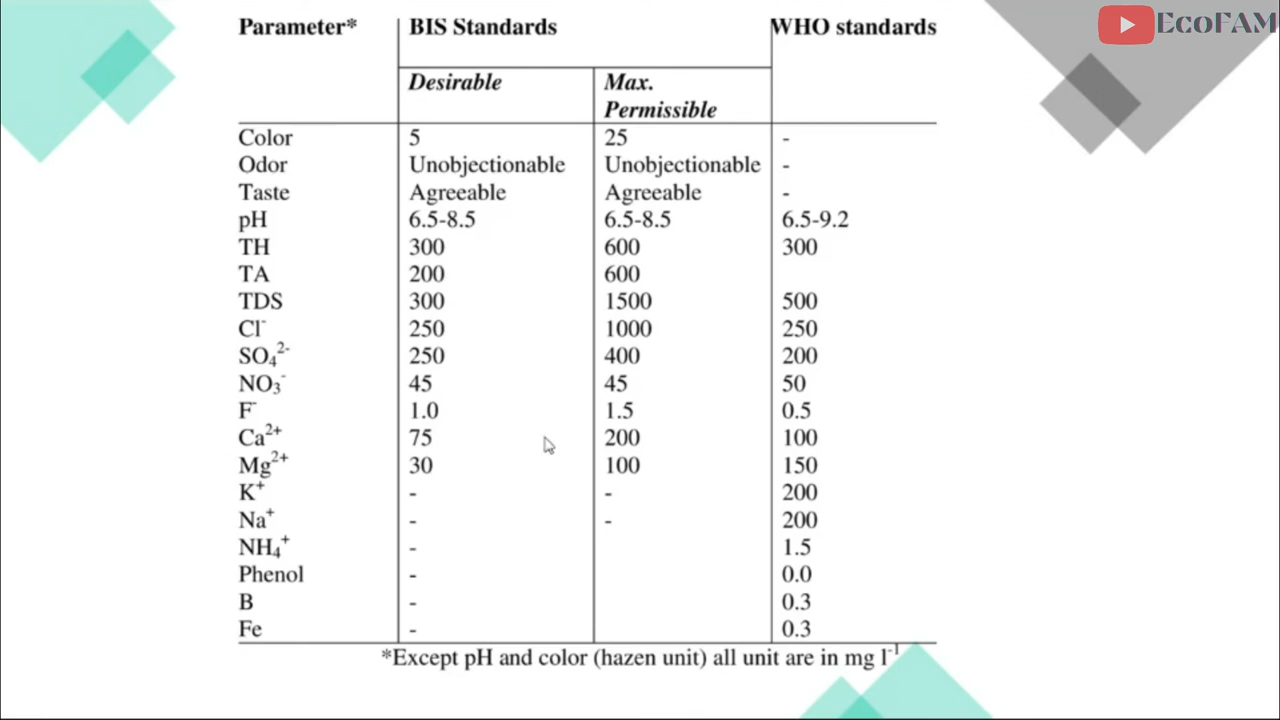 EcoFAM
Parameter* BIS Standards WHO standards
Desirable Max. Permissible
Color 5 25 -
Odor Unobjectionable Unobjectionable -
Taste Agreeable Agreeable -
pH 6.5-8.5 6.5-8.5 6.5-9.2
TH 300 600 300
TA 200 600
TDS 300 1500 500
Cl⁻ 250 1000 250
SO₄²⁻ 250 400 200
NO₃⁻ 45 45 50
F⁻ 1.0 1.5 0.5
Ca²⁺ 75 200 100
Mg²⁺ 30 100 150
K⁺ - - 200
Na⁺ - - 200
NH₄⁺ - 1.5
Phenol - 0.0
B - 0.3
Fe - 0.3
*Except pH and color (hazen unit) all unit are in mg l⁻¹